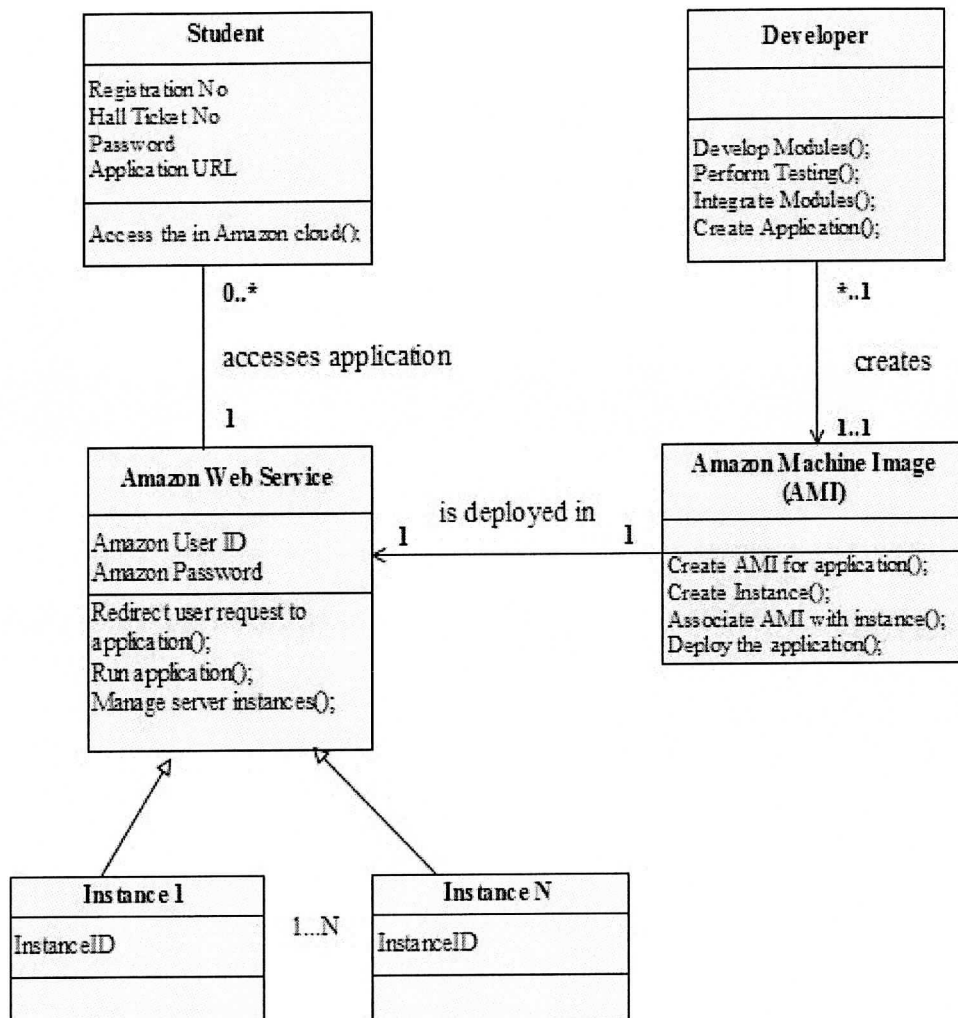 Student
Registration No
Hall Ticket No
Password
Application URL
Access the in Amazon cloud();
Developer
Develop Modules();
Perform Testing();
Integrate Modules();
Create Application();
0..*
accesses application
1
*..1
creates
1..1
Amazon Web Service
Amazon User ID
Amazon Password
Redirect user request to
application();
Run application();
Manage server instances();
is deployed in
1
1
Amazon Machine Image
(AMI)
Create AMI for application();
Create Instance();
Associate AMI with instance();
Deploy the application();
Instance 1
InstanceID
1...N
Instance N
InstanceID